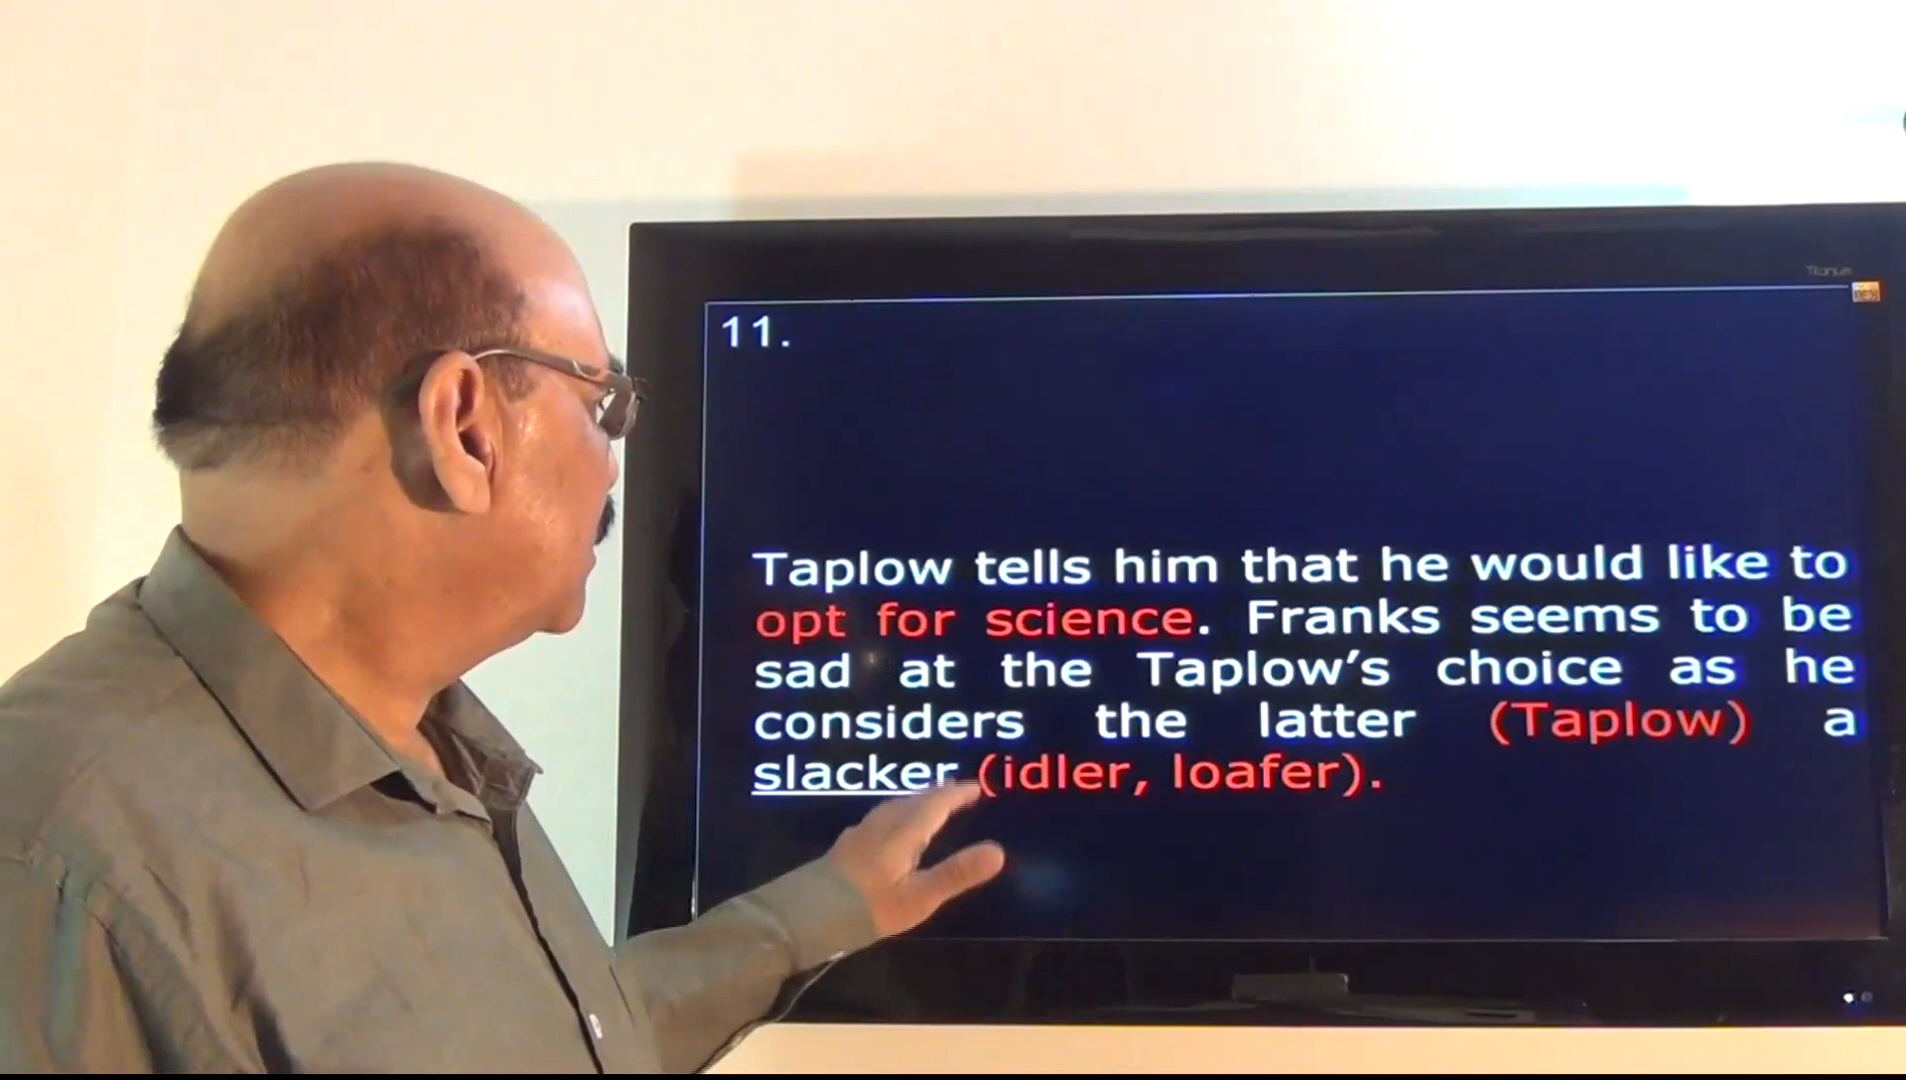 Titanium
11.
Taplow tells him that he would like to
opt for science. Franks seems to be
sad at the Taplow’s choice as he
considers the latter (Taplow) a
slacker (idler, loafer).